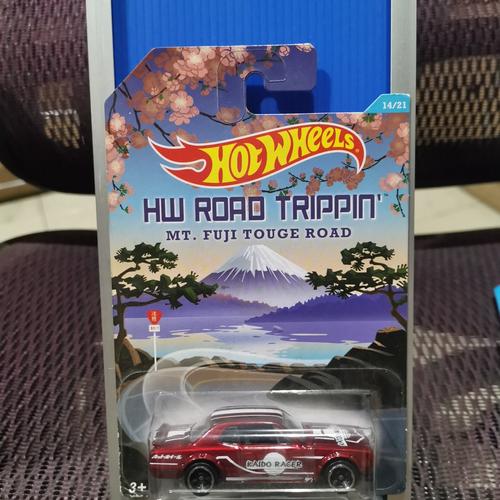 14/21
HOT WHEELS
HW ROAD TRIPPIN'
MT. FUJI TOUGE ROAD
KAIDO RACER
3+